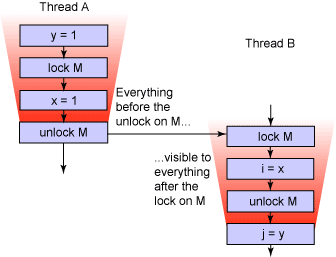 Thread A
y = 1
lock M
x = 1
unlock M
Everything
before the
unlock on M...
Thread B
lock M
i = x
unlock M
j = y
...visible to
everything
after the
lock on M